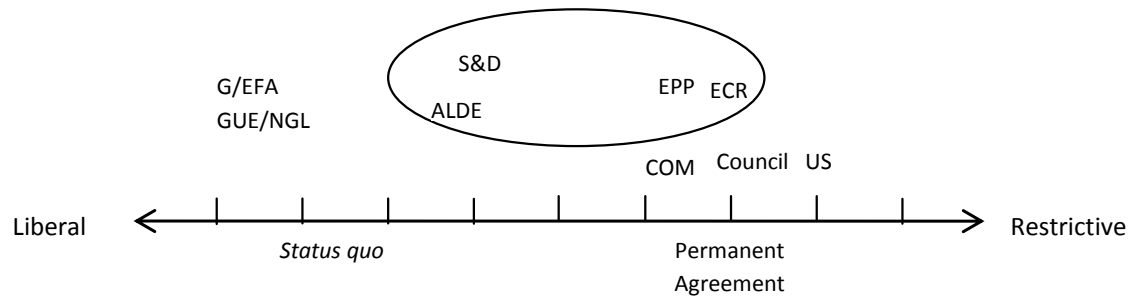 S&D
G/EFA
EPP ECR
GUE/NGL
ALDE
COM Council US
Liberal
Restrictive
Status quo
Permanent
Agreement